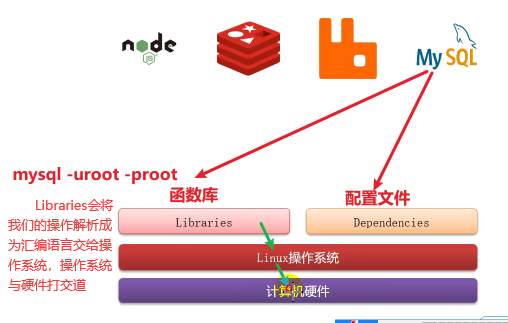 node
JS
MySQL
mysql -uroot -proot
函数库
配置文件
Libraries会将
我们的操作解析成
为汇编语言交给操
作系统，操作系统
与硬件打交道
Libraries
Dependencies
Linux操作系统
计算机硬件